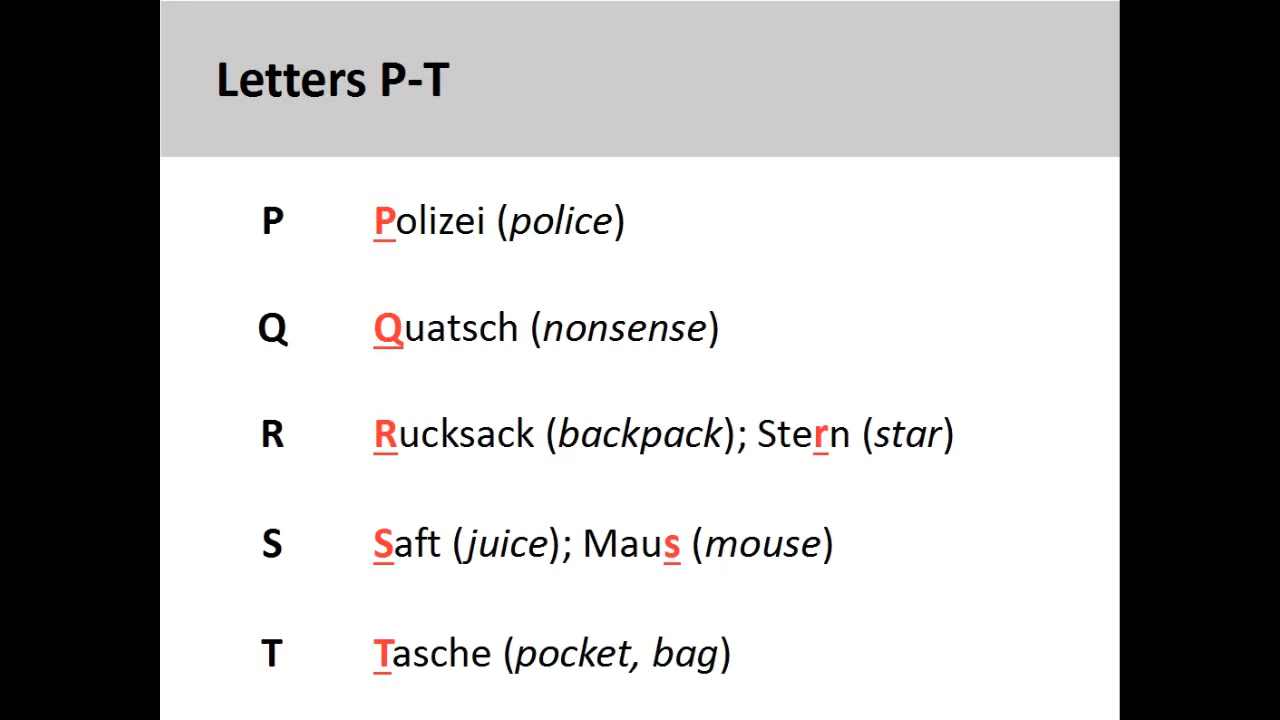 Letters P-T
P Polizei (police)
Q Quatsch (nonsense)
R Rucksack (backpack); Stern (star)
S Saft (juice); Maus (mouse)
T Tasche (pocket, bag)